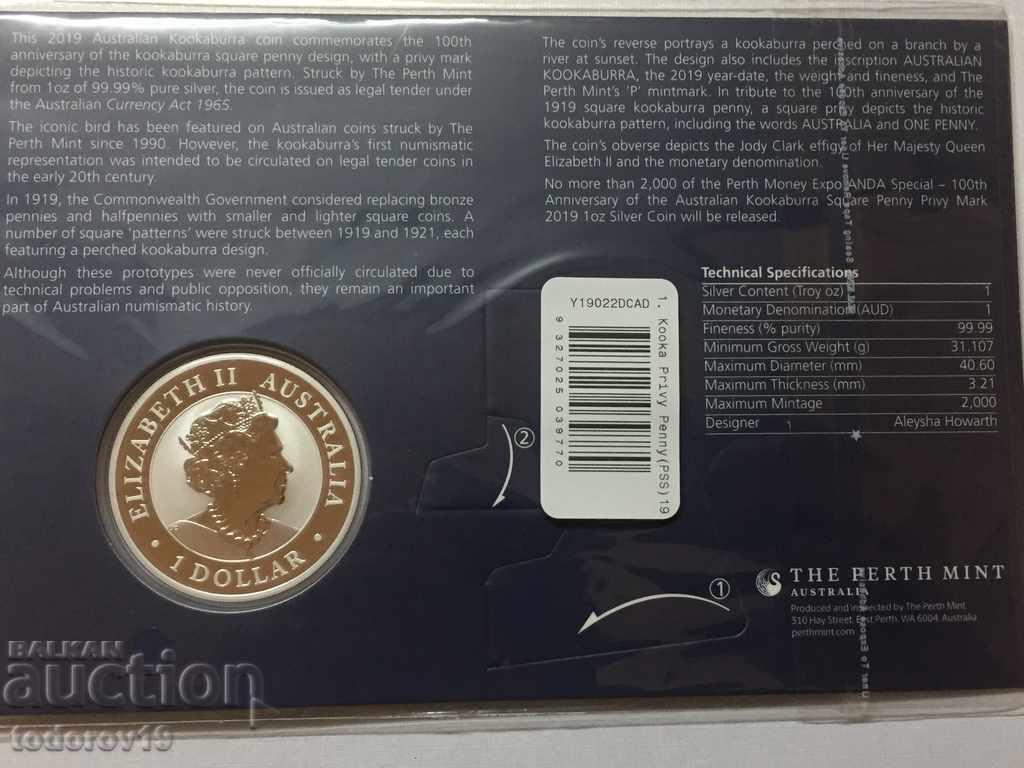 This 2019 Australian Kookaburra coin commemorates the 100th
anniversary of the kookaburra square penny design, with a privy mark
depicting the historic kookaburra pattern. Struck by The Perth Mint
from 1oz of 99.99% pure silver, the coin is issued as legal tender under
the Australian Currency Act 1965.
The iconic bird has been featured on Australian coins struck by The
Perth Mint since 1990. However, the kookaburra's first numismatic
representation was intended to be circulated on legal tender coins in
the early 20th century.
In 1919, the Commonwealth Government considered replacing bronze
pennies and halfpennies with smaller and lighter square coins. A
number of square 'patterns' were struck between 1919 and 1921, each
featuring a perched kookaburra design.
Although these prototypes were never officially circulated due to
technical problems and public opposition, they remain an important
part of Australian numismatic history.
The coin's reverse portrays a kookaburra perched on a branch by a
river at sunset. The design also includes the inscription AUSTRALIAN
KOOKABURRA, the 2019 year-date, the weight and fineness, and The
Perth Mint's 'P' mintmark. In tribute to the 100th anniversary of the
1919 square kookaburra penny, a square privy depicts the historic
kookaburra pattern, including the words AUSTRALIA and ONE PENNY.
The coin's obverse depicts the Jody Clark effigy of Her Majesty Queen
Elizabeth II and the monetary denomination.
No more than 2,000 of the Perth Money Expo ANDA Special – 100th
Anniversary of the Australian Kookaburra Square Penny Privy Mark
2019 1oz Silver Coin will be released.
Technical Specifications
Silver Content (Troy oz) 1
Monetary Denomination (AUD) 1
Fineness (% purity) 99.99
Minimum Gross Weight (g) 31.107
Maximum Diameter (mm) 40.60
Maximum Thickness (mm) 3.21
Maximum Mintage 2,000
Designer Aleysha Howarth
Y19022DCAD
9 327025 039770
1. Kooka Privy Penny(PSS)19
ELIZABETH II AUSTRALIA
• 1 DOLLAR •
2
1
THE PERTH MINT
AUSTRALIA
Produced and inspected by The Perth Mint
310 Hay Street, East Perth, WA 6004, Australia
perthmint.com
BALKAN
auction
todorov19